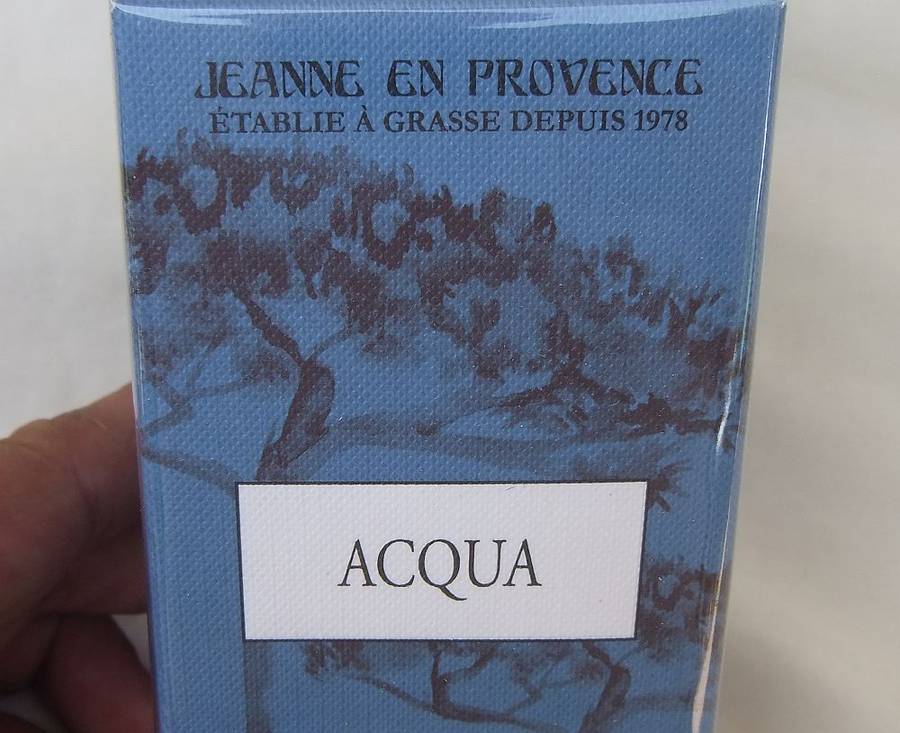 JEANNE EN PROVENCE
ÉTABLIE À GRASSE DEPUIS 1978
ACQUA